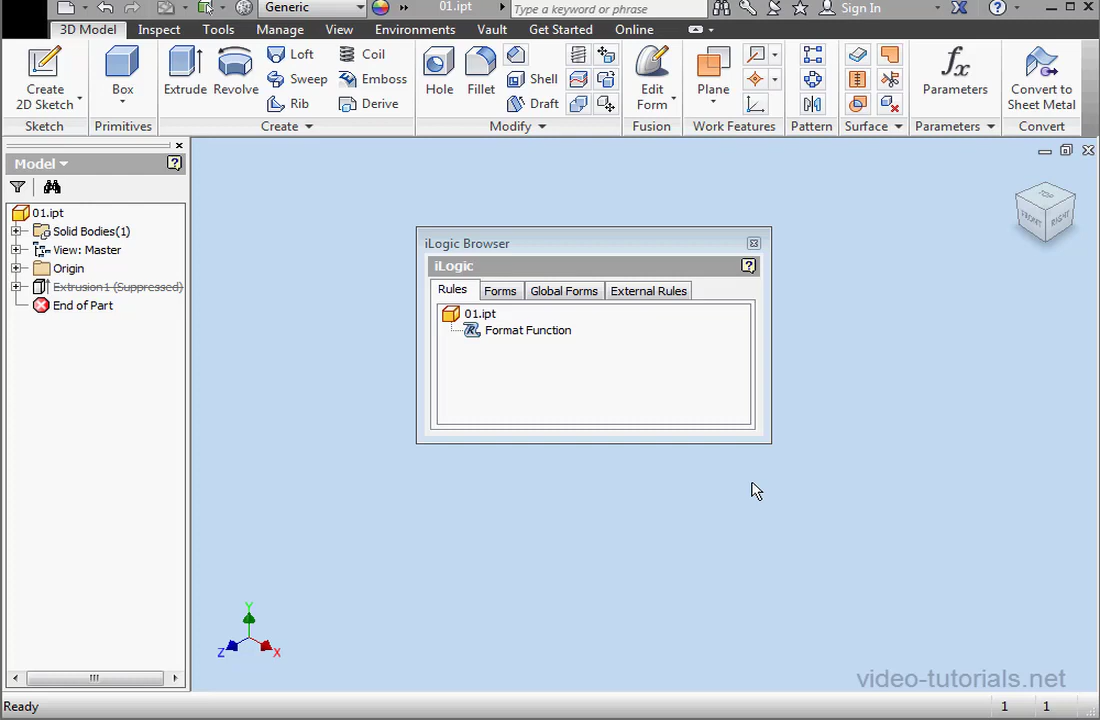 Generic 01.ipt Type a keyword or phrase Sign In
3D Model Inspect Tools Manage View Environments Vault Get Started Online
Create
2D Sketch
Box
Extrude
Revolve
Loft
Sweep
Rib
Coil
Emboss
Derive
Hole
Fillet
Shell
Draft
Edit
Form
Plane
fx
Parameters
Convert to
Sheet Metal
Sketch Primitives Create Modify Fusion Work Features Pattern Surface Parameters Convert
Model
01.ipt
Solid Bodies(1)
View: Master
Origin
Extrusion1 (Suppressed)
End of Part
iLogic Browser
iLogic
Rules Forms Global Forms External Rules
01.ipt
Format Function
TOP
FRONT
RIGHT
Y
Z
X
video-tutorials.net
Ready 1 1